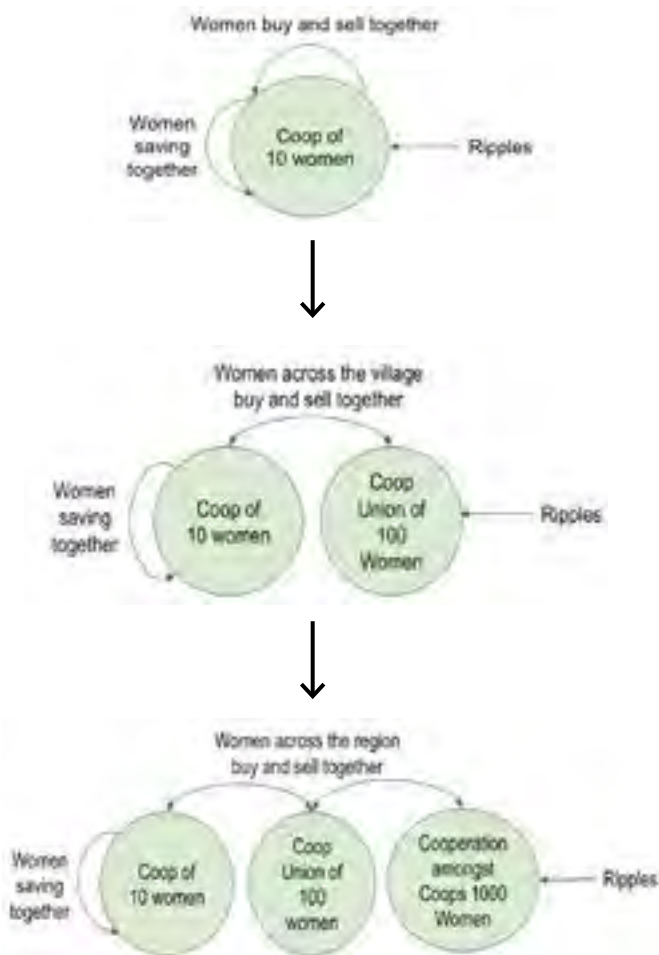 Women buy and sell together
Women
saving
together
Coop of
10 women
Ripples
Women across the village
buy and sell together
Women
saving
together
Coop of
10 women
Coop
Union of
100
Women
Ripples
Women across the region
buy and sell together
Women
saving
together
Coop of
10 women
Coop
Union of
100
women
Cooperation
amongst
Coops 1000
Women
Ripples